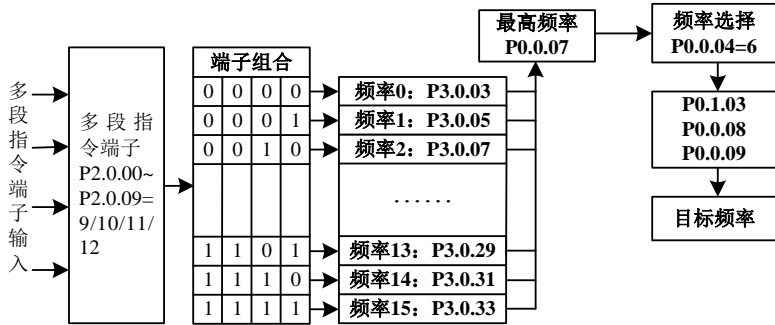 多段指令端子输入
多段指
令端子
P2.0.00~
P2.0.09=
9/10/11/
12
端子组合
0 0 0 0
0 0 0 1
0 0 1 0
1 1 0 1
1 1 1 0
1 1 1 1
频率0：P3.0.03
频率1：P3.0.05
频率2：P3.0.07
······
频率13：P3.0.29
频率14：P3.0.31
频率15：P3.0.33
最高频率
P0.0.07
频率选择
P0.0.04=6
P0.1.03
P0.0.08
P0.0.09
目标频率